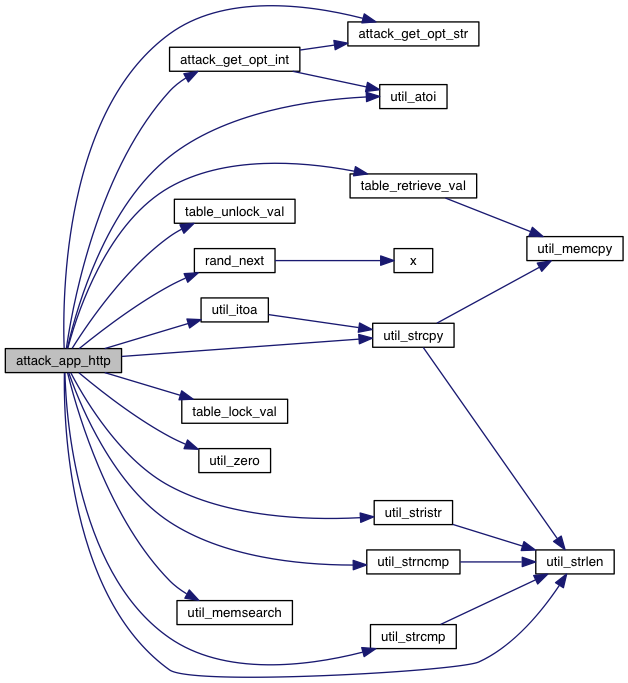 attack_get_opt_str
attack_get_opt_int
util_atoi
table_retrieve_val
table_unlock_val
util_memcpy
rand_next
x
util_itoa
util_strcpy
attack_app_http
table_lock_val
util_zero
util_stristr
util_strncmp
util_strlen
util_memsearch
util_strcmp